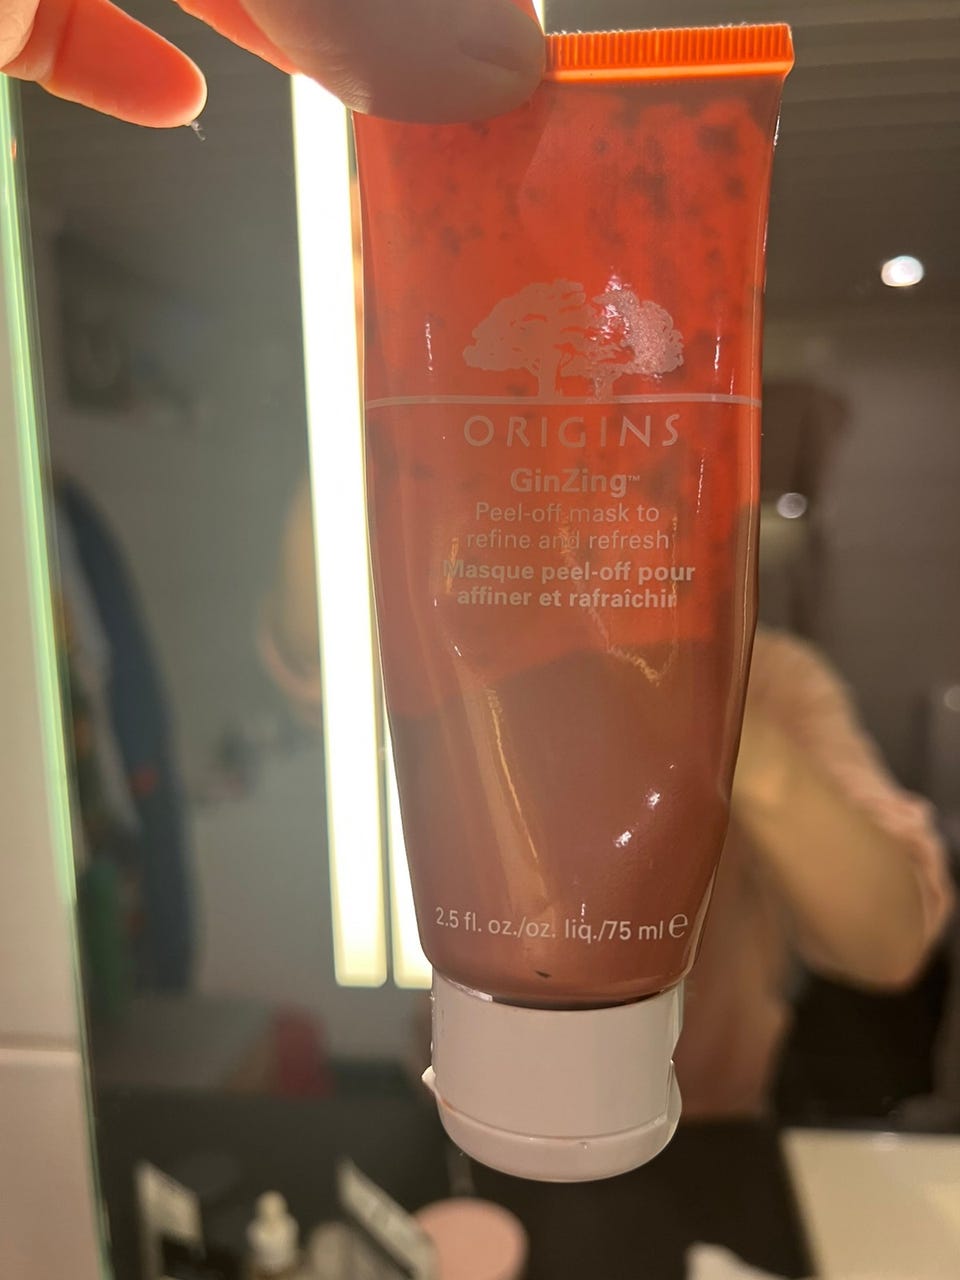 ORIGINS
GinZing™
Peel-off mask to
refine and refresh
Masque peel-off pour
affiner et rafraîchir
2.5 fl. oz./oz. liq./75 ml ℮